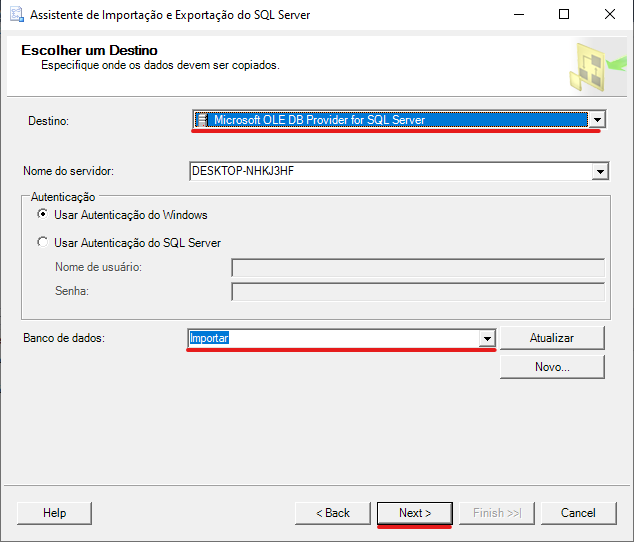 Assistente de Importação e Exportação do SQL Server
Escolher um Destino
Especifique onde os dados devem ser copiados.
Destino:
Microsoft OLE DB Provider for SQL Server
Nome do servidor:
DESKTOP-NHKJ3HF
Autenticação
Usar Autenticação do Windows
Usar Autenticação do SQL Server
Nome de usuário:
Senha:
Banco de dados:
Importar
Atualizar
Novo...
Help
< Back
Next >
Finish >>|
Cancel